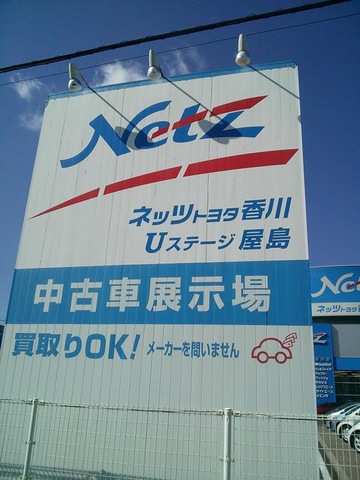 Netz
ネッツトヨタ香川
Uステージ屋島
中古車展示場
買取りOK! メーカーを問いません
Netz
ネッツトヨタ香